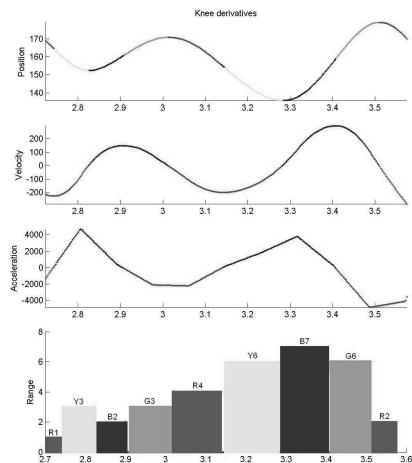 Knee derivatives
Position
170
160
150
140
2.8 2.9 3 3.1 3.2 3.3 3.4 3.5
Velocity
200
100
0
-100
-200
2.8 2.9 3 3.1 3.2 3.3 3.4 3.5
Acceleration
4000
2000
0
-2000
-4000
2.8 2.9 3 3.1 3.2 3.3 3.4 3.5
Range
8
6
4
2
0
R1 Y3 B2 G3 R4 Y6 B7 G6 R2
2.7 2.8 2.9 3 3.1 3.2 3.3 3.4 3.5 3.6